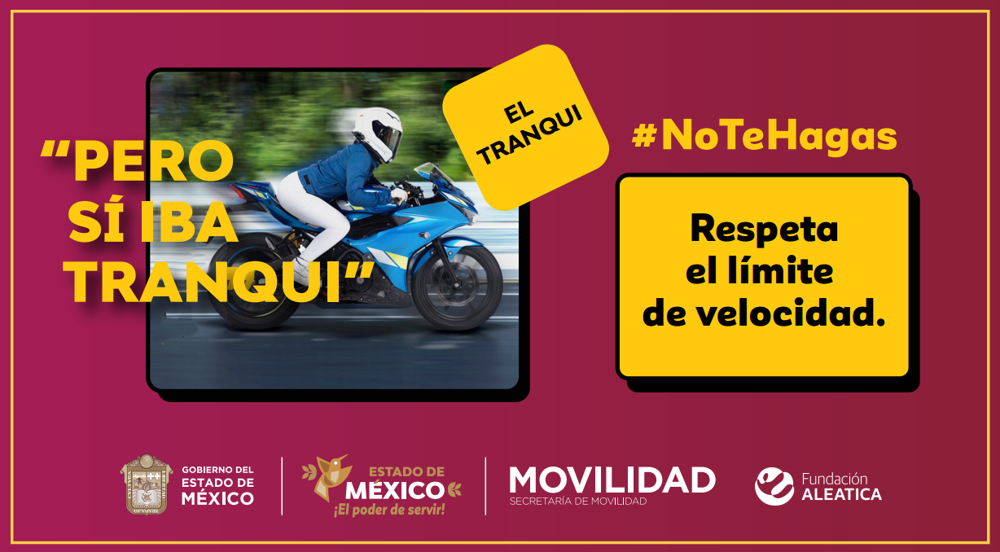 “PERO
SÍ IBA
TRANQUI”
EL
TRANQUI
#NoTeHagas
Respeta
el límite
de velocidad.
GOBIERNO DEL
ESTADO DE
MÉXICO
ESTADO DE
MÉXICO
¡El poder de servir!
MOVILIDAD
SECRETARÍA DE MOVILIDAD
Fundación
ALEATICA